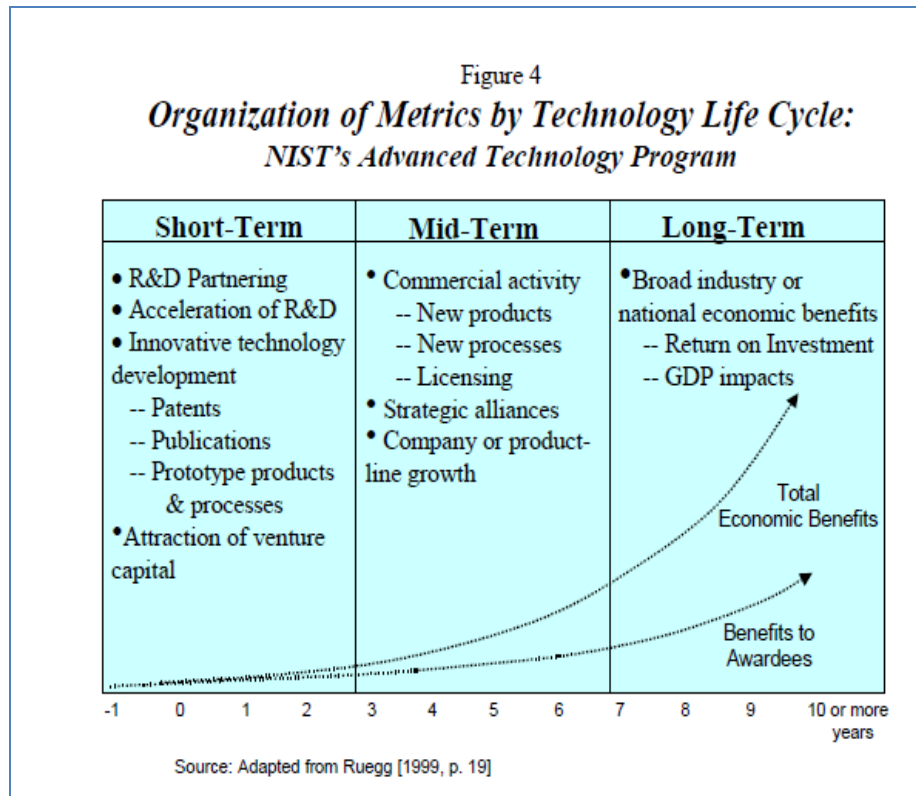 Figure 4
Organization of Metrics by Technology Life Cycle:
NIST's Advanced Technology Program
Short-Term
• R&D Partnering
• Acceleration of R&D
• Innovative technology
development
-- Patents
-- Publications
-- Prototype products
& processes
•Attraction of venture
capital
Mid-Term
• Commercial activity
-- New products
-- New processes
-- Licensing
• Strategic alliances
• Company or product-
line growth
Long-Term
•Broad industry or
national economic benefits
-- Return on Investment
-- GDP impacts
Total
Economic Benefits
Benefits to
Awardees
-1 0 1 2 3 4 5 6 7 8 9 10 or more
years
Source: Adapted from Ruegg [1999, p. 19]